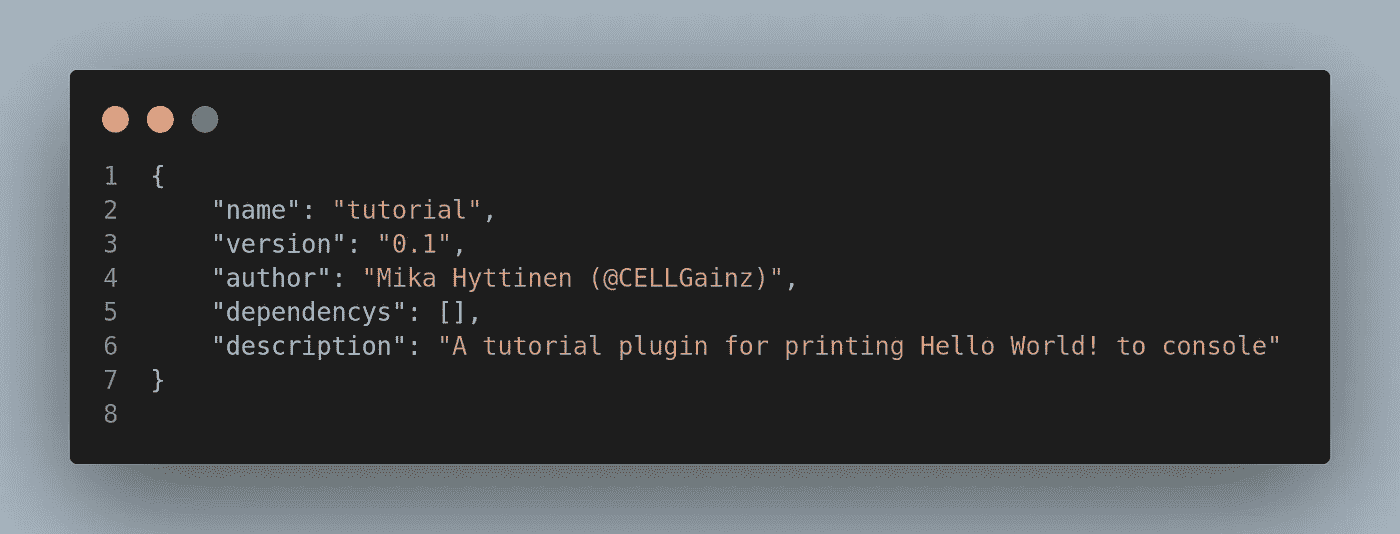 1 {
2     "name": "tutorial",
3     "version": "0.1",
4     "author": "Mika Hyttinen (@CELLGainz)",
5     "dependencys": [],
6     "description": "A tutorial plugin for printing Hello World! to console"
7 }
8